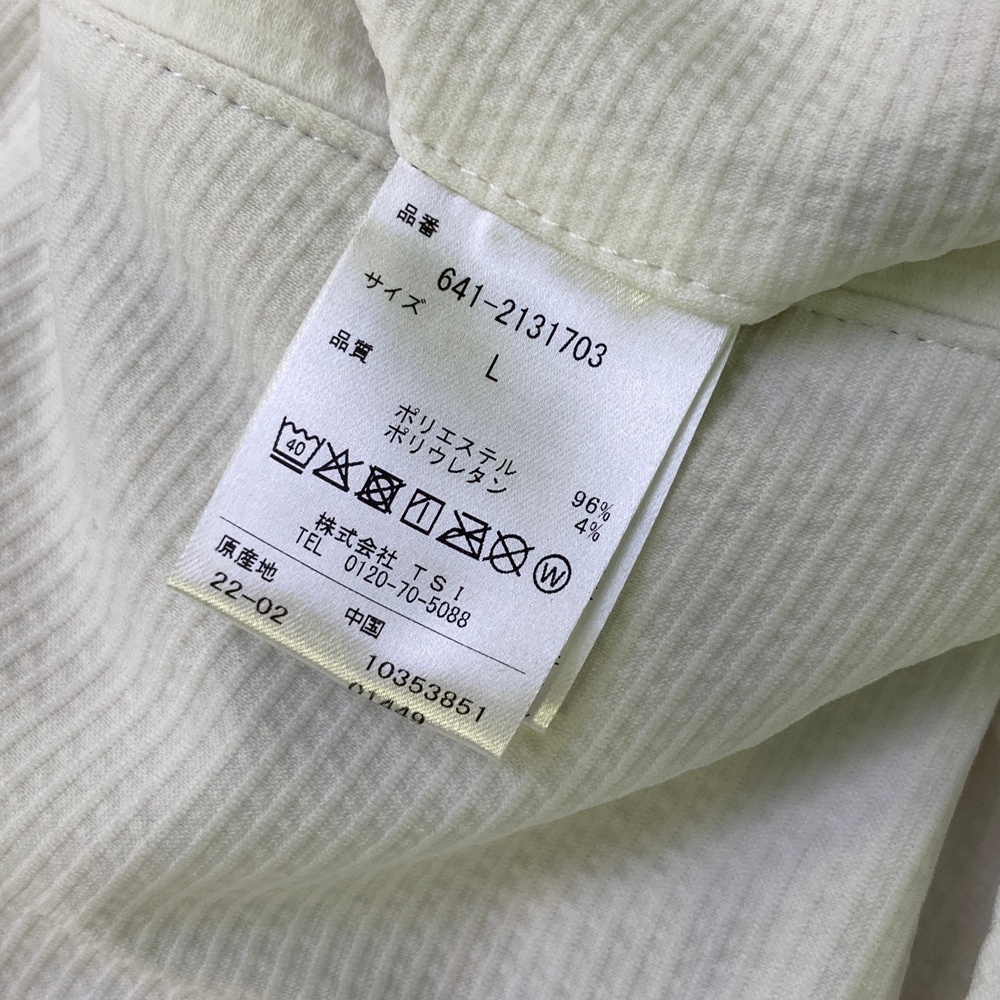 品番
641-2131703
サイズ
L
品質
ポリエステル 96%
ポリウレタン 4%
40
W
株式会社 TSI
TEL 0120-70-5088
原産地 中国
22-02 10353851
01449